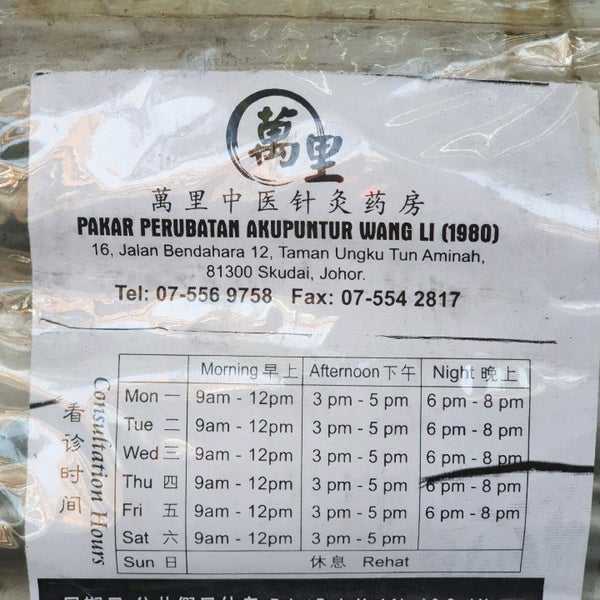 萬里
萬里中医针灸药房
PAKAR PERUBATAN AKUPUNTUR WANG LI (1980)
16, Jalan Bendahara 12, Taman Ungku Tun Aminah,
81300 Skudai, Johor.
Tel: 07-556 9758 Fax: 07-554 2817
看诊时间
Consultation Hours
Morning 早上 Afternoon 下午 Night 晚上
Mon 一 9am - 12pm 3 pm - 5 pm 6 pm - 8 pm
Tue 二 9am - 12pm 3 pm - 5 pm 6 pm - 8 pm
Wed 三 9am - 12pm 3 pm - 5 pm 6 pm - 8 pm
Thu 四 9am - 12pm 3 pm - 5 pm 6 pm - 8 pm
Fri 五 9am - 12pm 3 pm - 5 pm 6 pm - 8 pm
Sat 六 9am - 12pm 3 pm - 5 pm
Sun 日 休息 Rehat